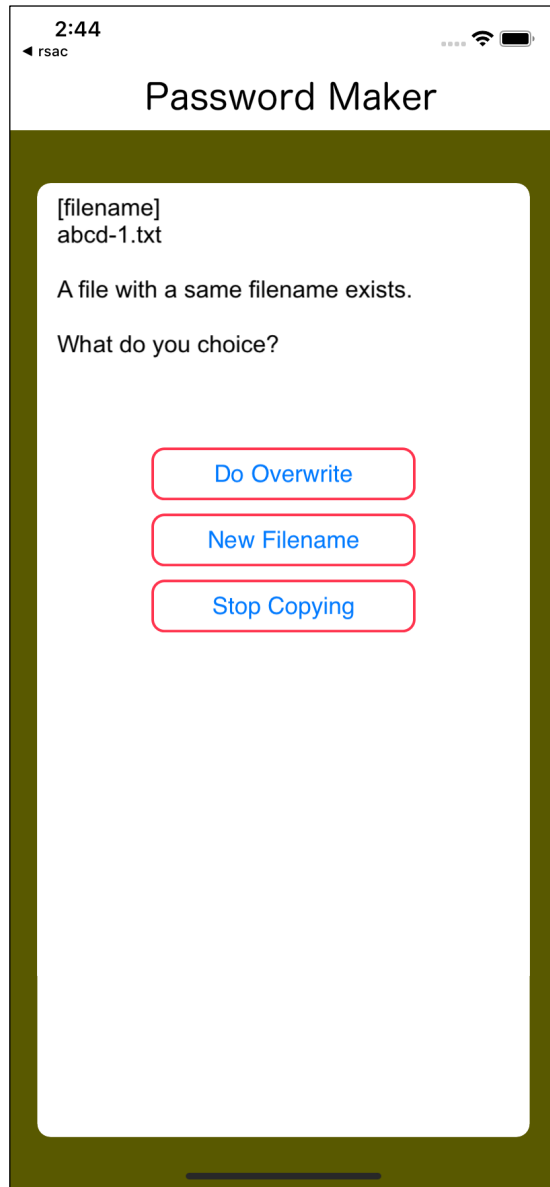 2:44
◀ rsac
Password Maker
[filename]
abcd-1.txt
A file with a same filename exists.
What do you choice?
Do Overwrite
New Filename
Stop Copying